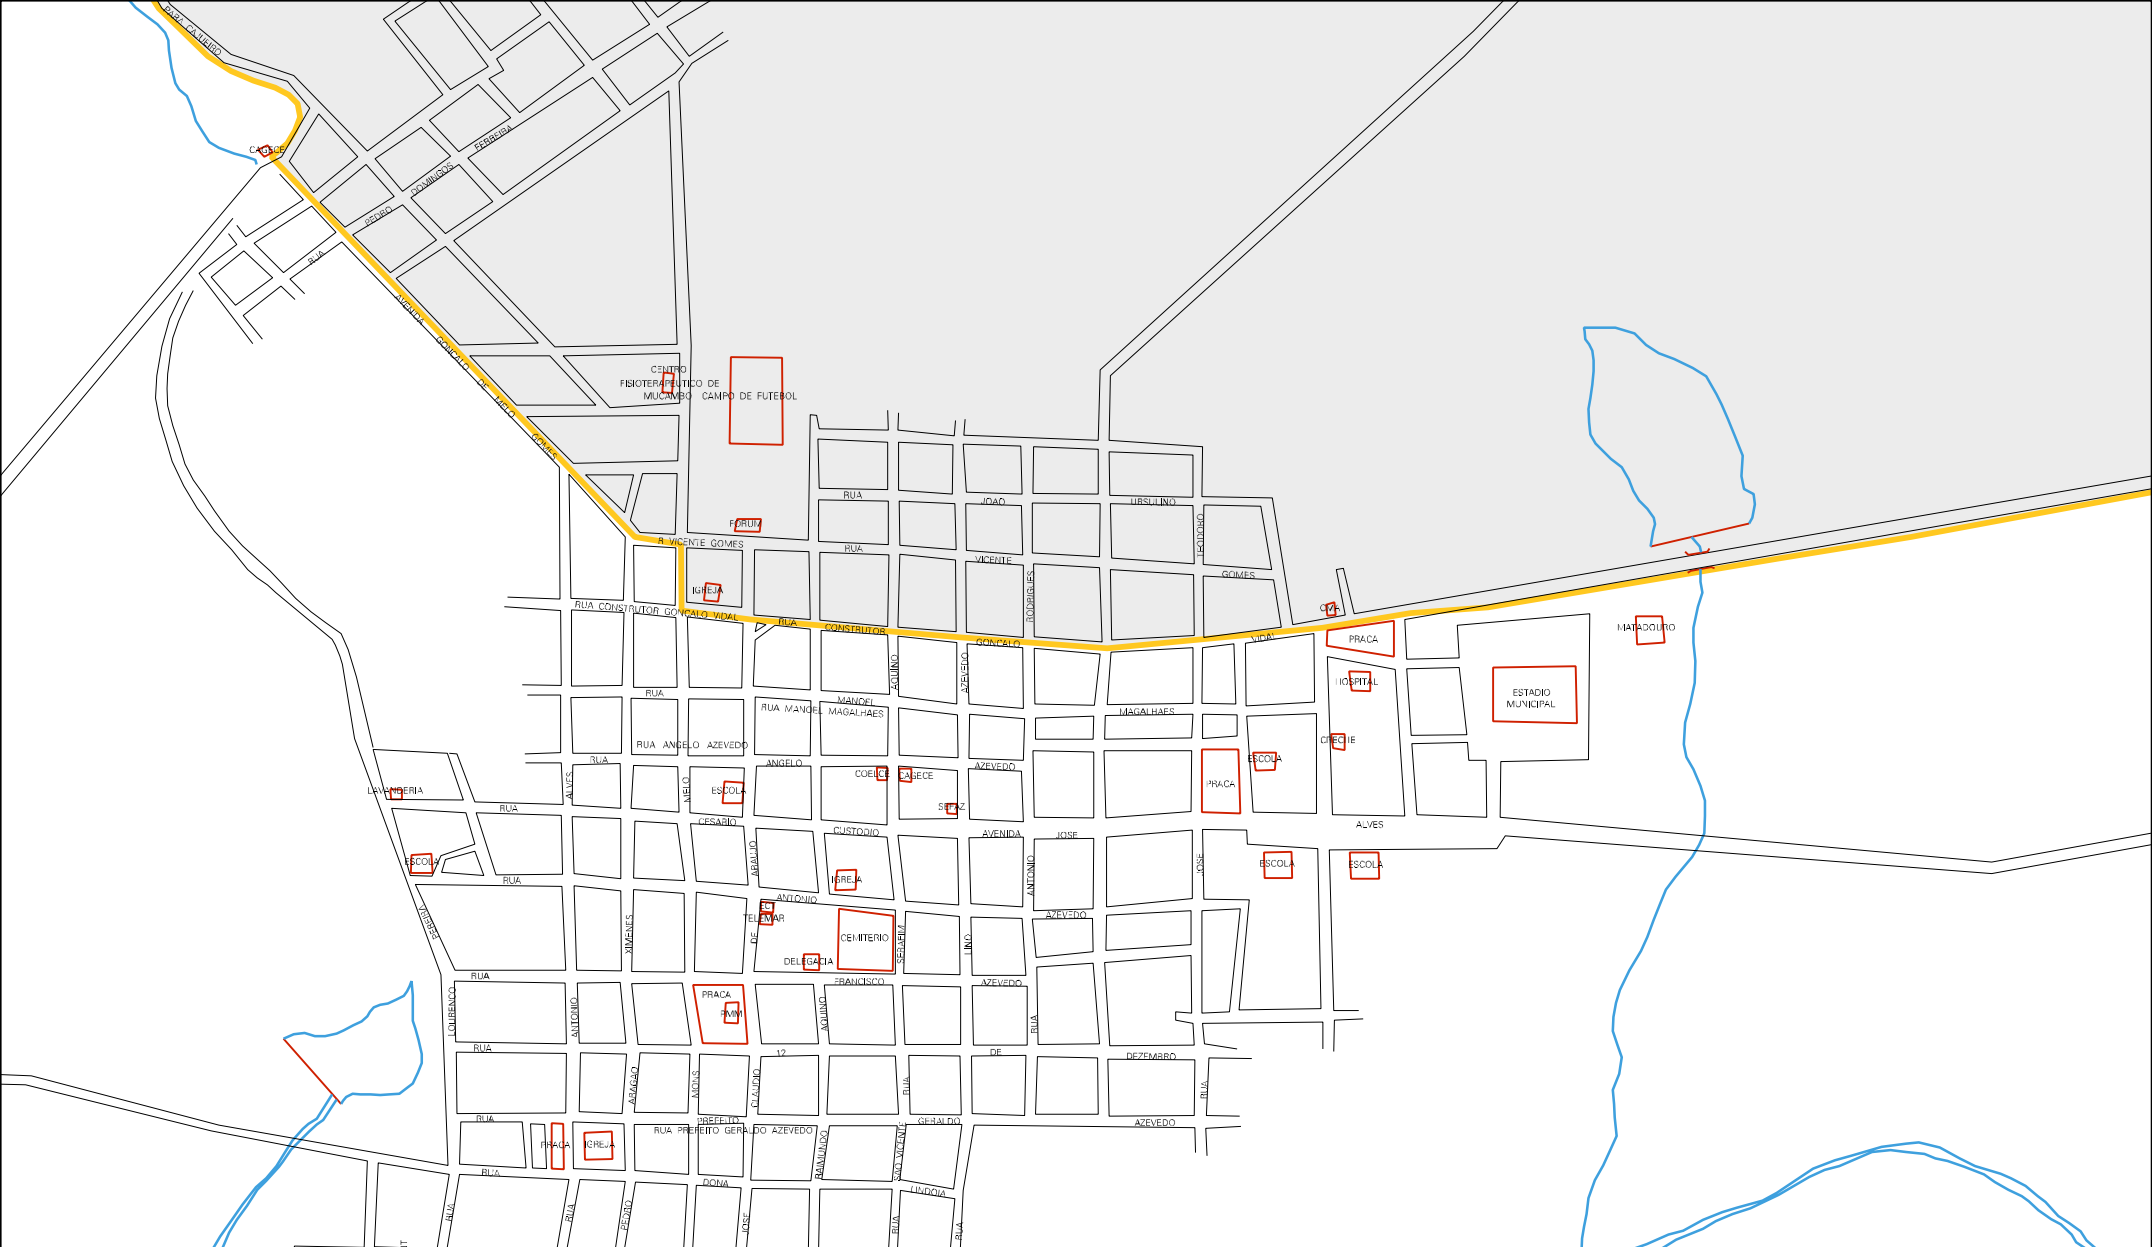 PARA CAJUEIRO
CAGECE
FERREIRA
DOMINGOS
PEDRO
RUA
AVENIDA
GONCALO
DE
MELO
GOMES
CENTRO
FISIOTERAPEUTICO DE
MUCAMBO
CAMPO DE FUTEBOL
RUA
JOAO
URSULINO
FORUM
R VICENTE GOMES
RUA
VICENTE
GOMES
TEODORO
RODRIGUES
IGREJA
RUA CONSTRUTOR GONCALO VIDAL
RUA
CONSTRUTOR
GONCALO
VIDAL
CMA
PRACA
MATADOURO
HOSPITAL
ESTADIO
MUNICIPAL
AQUINO
AZEVEDO
RUA
MANOEL
RUA MANOEL MAGALHAES
MAGALHAES
RUA ANGELO AZEVEDO
CRECHE
RUA
ANGELO
AZEVEDO
ESCOLA
COELCE
CAGECE
PRACA
LAVANDERIA
ALVES
MELO
ESCOLA
SEFAZ
RUA
CESARIO
CUSTODIO
AVENIDA
JOSE
ALVES
ESCOLA
ARAUJO
IGREJA
ANTONIO
JOSE
ESCOLA
ESCOLA
RUA
ANTONIO
ECT
TELEMAR
AZEVEDO
PEREIRA
XIMENES
DE
CEMITERIO
SERAFIM
LINO
DELEGACIA
RUA
FRANCISCO
AZEVEDO
PRACA
PMM
LOURENCO
ANTONIO
AQUINO
RUA
RUA
12
DE
DEZEMBRO
ARAGAO
MONS
CLAUDIO
RUA
RUA
RUA
PREFEITO
GERALDO
AZEVEDO
RUA PREFEITO GERALDO AZEVEDO
PRACA
IGREJA
RAIMUNDO
SAO VICENTE
RUA
DONA
LINDOIA
RUA
RUA
PEDRO
JOSE
RUA
RUA